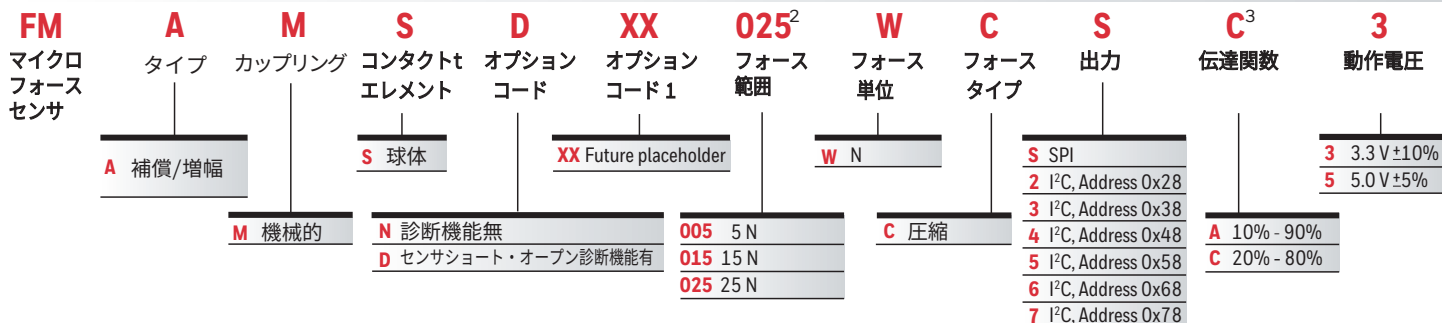 FM A M S D XX 025² W C S C³ 3
マイクロ
フォース
センサ
タイプ
カップリング
コンタクトt
エレメント
オプション
コード
オプション
コード 1
フォース
範囲
フォース
単位
フォース
タイプ
出力
伝達関数
動作電圧
A 補償/増幅
M 機械的
S 球体
N 診断機能無
D センサショート・オープン診断機能有
XX Future placeholder
005 5 N
015 15 N
025 25 N
W N
C 圧縮
S SPI
2 I²C, Address 0x28
3 I²C, Address 0x38
4 I²C, Address 0x48
5 I²C, Address 0x58
6 I²C, Address 0x68
7 I²C, Address 0x78
A 10% - 90%
C 20% - 80%
3 3.3 V ±10%
5 5.0 V ±5%